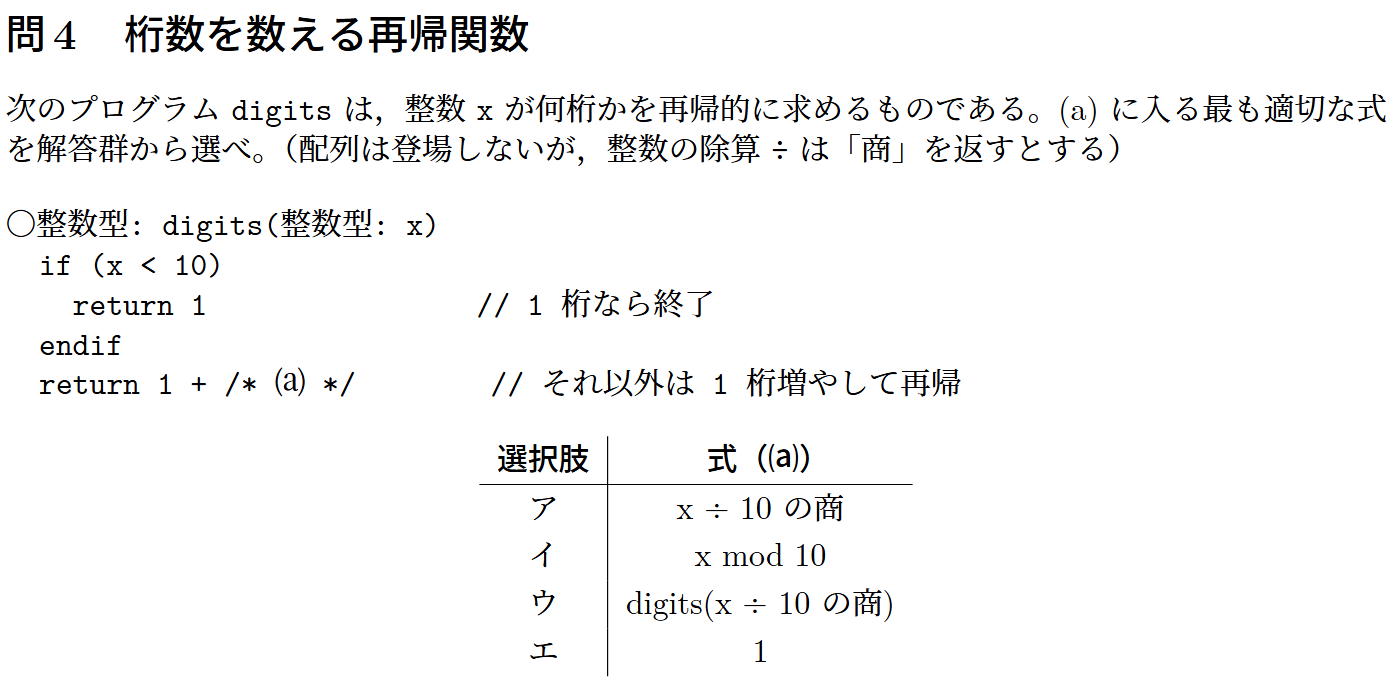 問4 桁数を数える再帰関数
次のプログラム digits は，整数 x が何桁かを再帰的に求めるものである。(a) に入る最も適切な式
を解答群から選べ。（配列は登場しないが，整数の除算 ÷ は「商」を返すとする）
○整数型: digits(整数型: x)
if (x < 10)
return 1 // 1 桁なら終了
endif
return 1 + /* (a) */ // それ以外は 1 桁増やして再帰
選択肢 式（(a)）
ア x ÷ 10 の商
イ x mod 10
ウ digits(x ÷ 10 の商)
エ 1